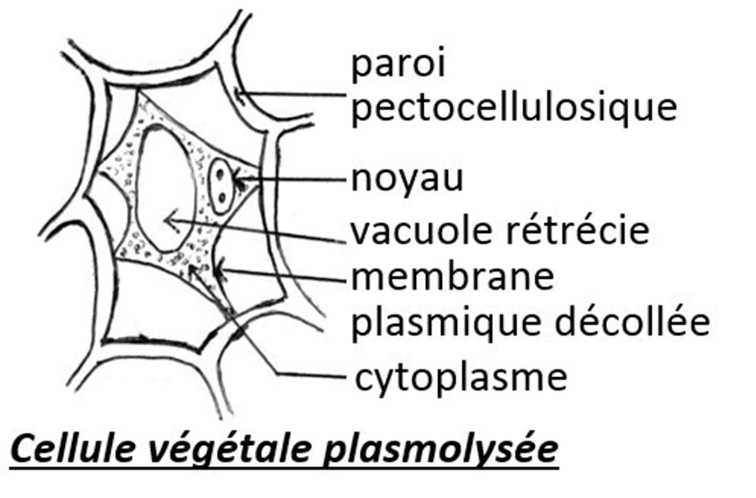 paroi
pectocellulosique
noyau
vacuole rétrécie
membrane
plasmique décollée
cytoplasme
Cellule végétale plasmolysée